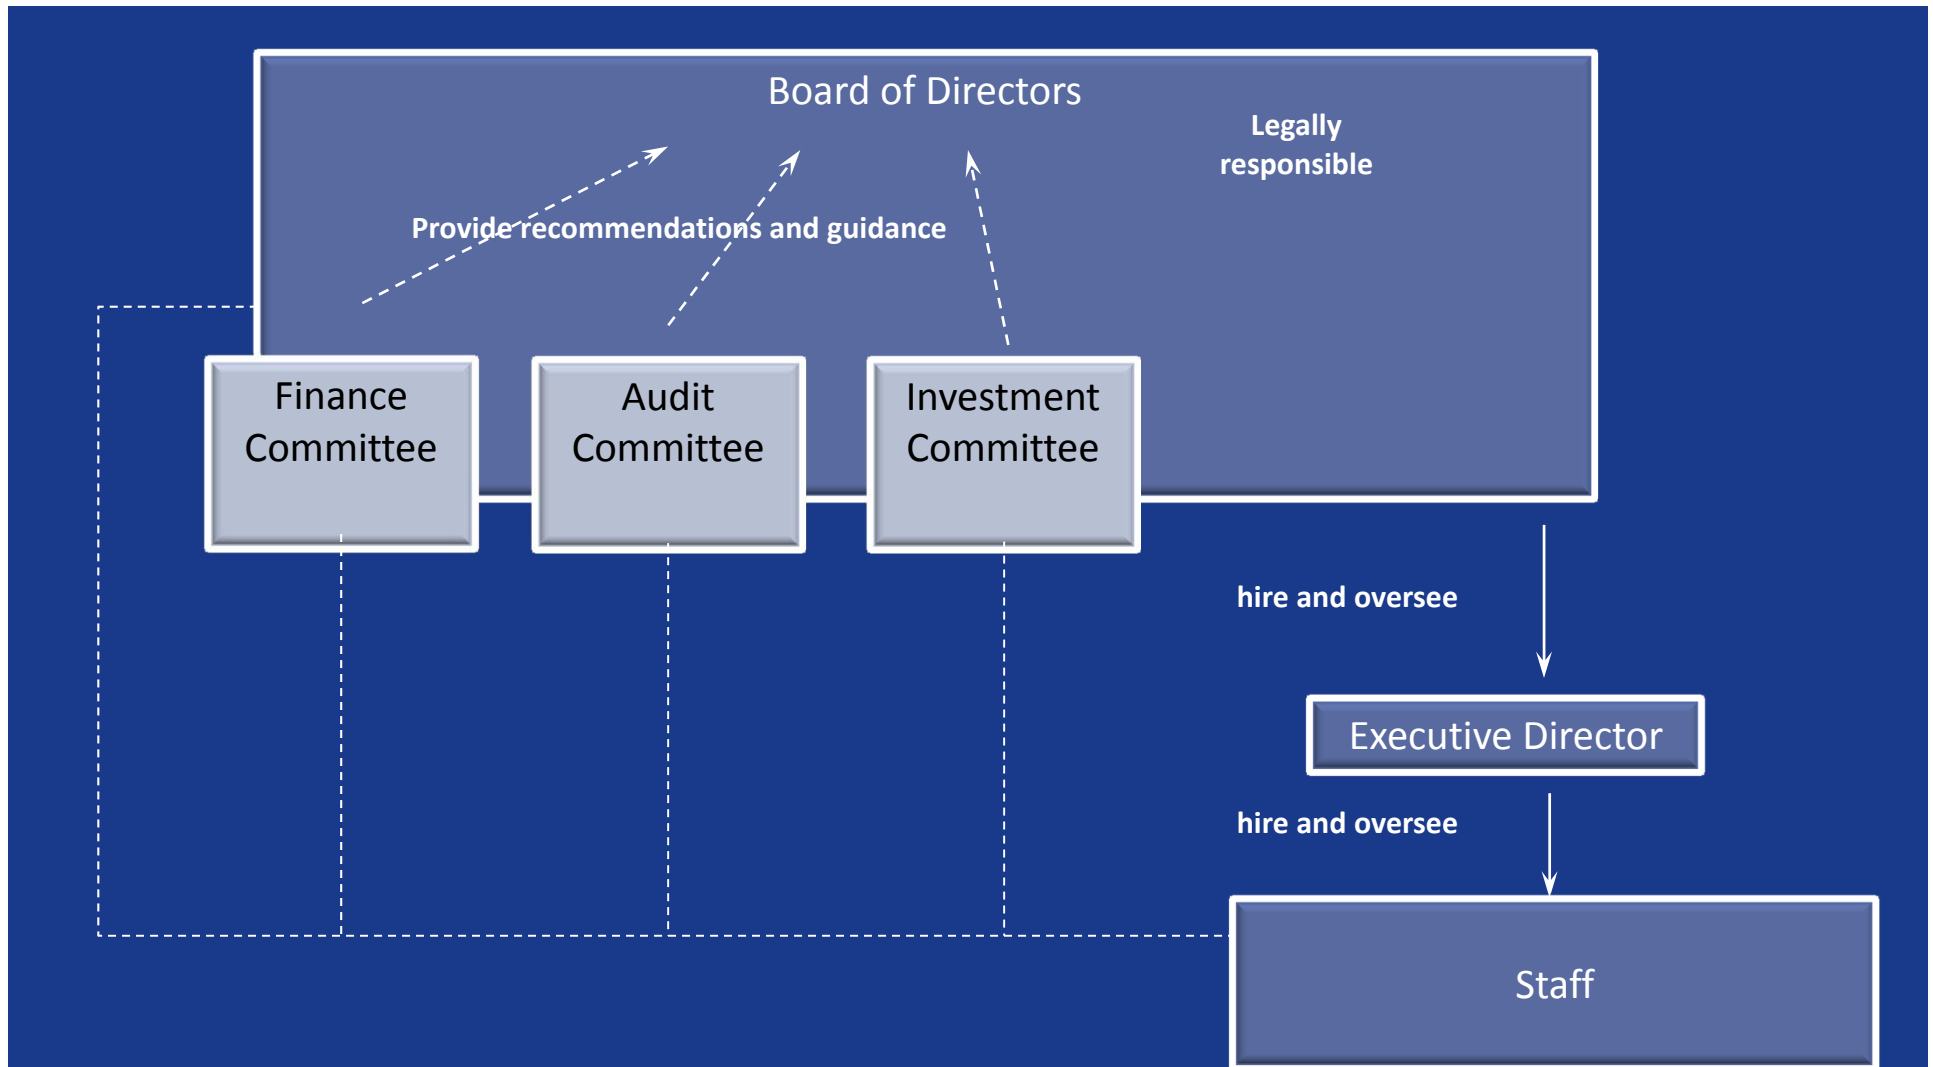 Board of Directors
Legally
responsible
Provide recommendations and guidance
Finance
Committee
Audit
Committee
Investment
Committee
hire and oversee
Executive Director
hire and oversee
Staff